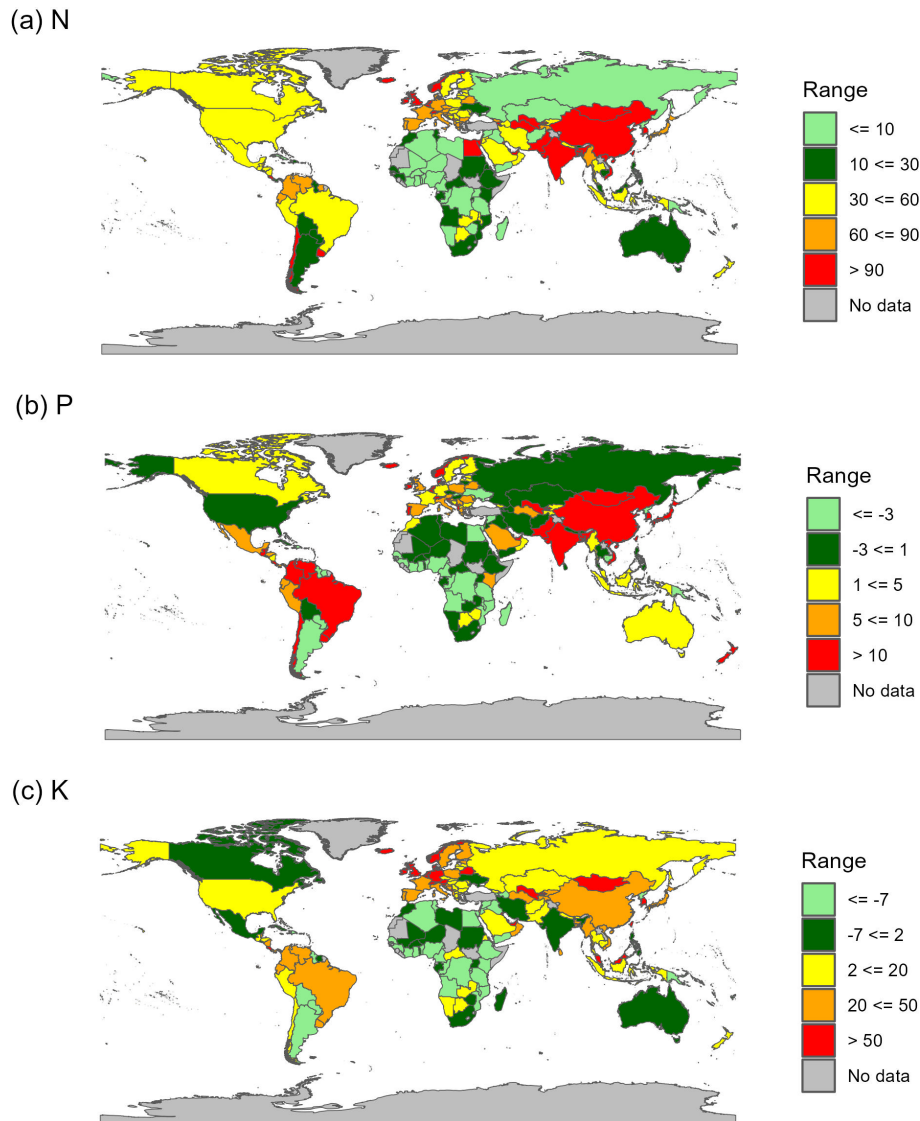 (a) N
Range
<= 10
10 <= 30
30 <= 60
60 <= 90
> 90
No data
(b) P
Range
<= -3
-3 <= 1
1 <= 5
5 <= 10
> 10
No data
(c) K
Range
<= -7
-7 <= 2
2 <= 20
20 <= 50
> 50
No data